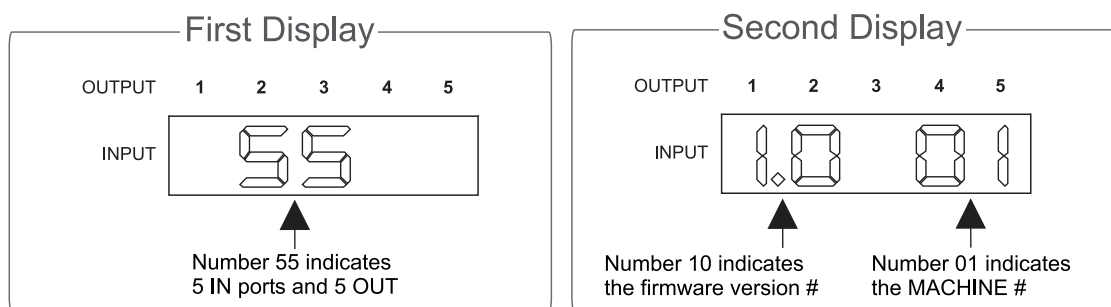 First Display
OUTPUT 1 2 3 4 5
INPUT 55
Number 55 indicates
5 IN ports and 5 OUT
Second Display
OUTPUT 1 2 3 4 5
INPUT 1.0 01
Number 10 indicates
the firmware version #
Number 01 indicates
the MACHINE #